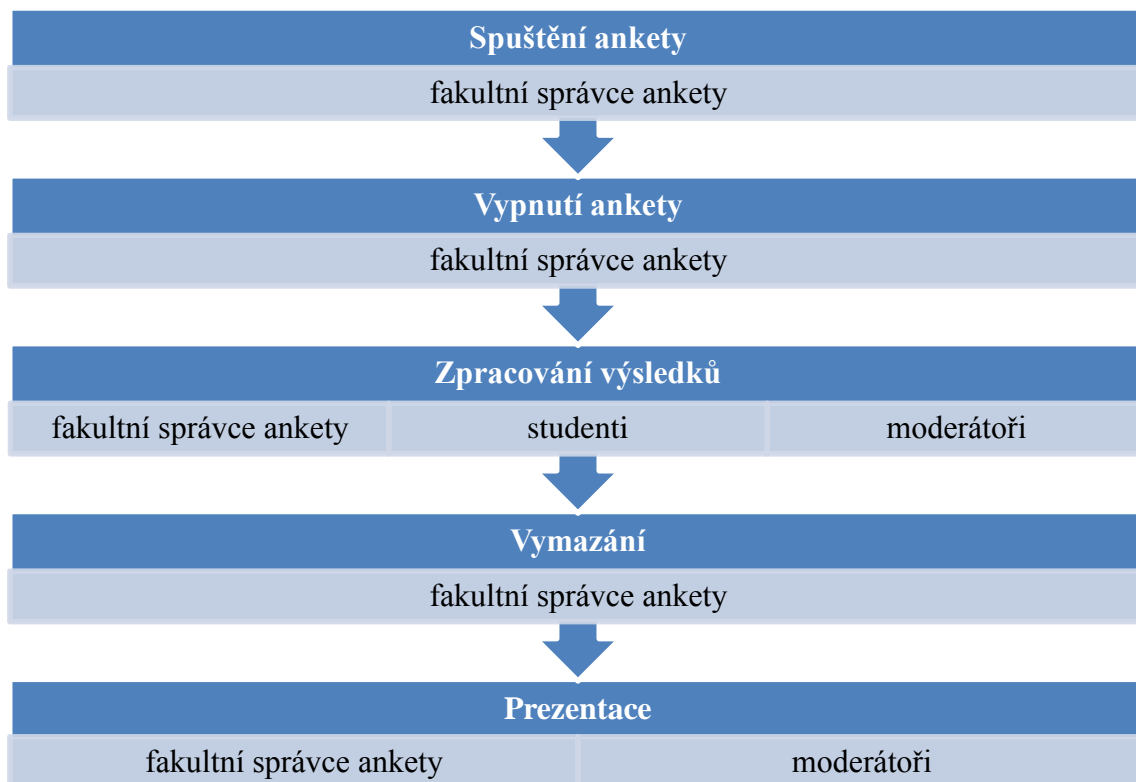 Spuštění ankety
fakultní správce ankety
Vypnutí ankety
fakultní správce ankety
Zpracování výsledků
fakultní správce ankety studenti moderátoři
Vymazání
fakultní správce ankety
Prezentace
fakultní správce ankety moderátoři